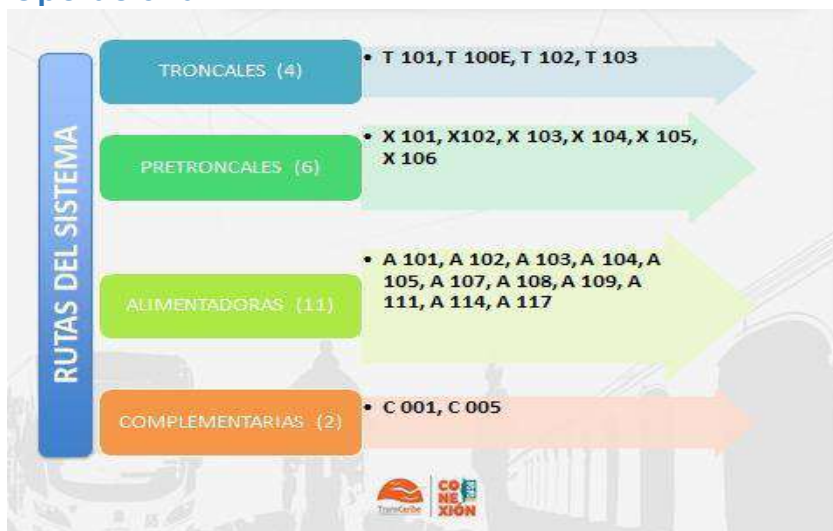 RUTAS DEL SISTEMA
TRONCALES (4)
• T 101, T 100E, T 102, T 103
PRETRONCALES (6)
• X 101, X102, X 103, X 104, X 105,
X 106
ALIMENTADORAS (11)
• A 101, A 102, A 103, A 104, A
105, A 107, A 108, A 109, A
111, A 114, A 117
COMPLEMENTARIAS (2)
• C 001, C 005
TransCaribe
CO
NE
XIÓN